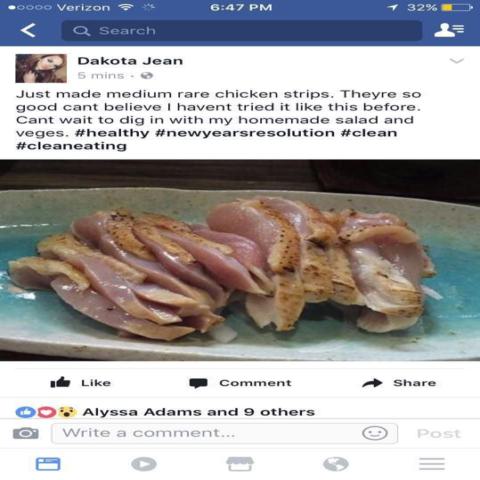 Verizon 6:47 PM 32%
Search
Dakota Jean
5 mins ·
Just made medium rare chicken strips. Theyre so
good cant believe I havent tried it like this before.
Cant wait to dig in with my homemade salad and
veges. #healthy #newyearsresolution #clean
#cleaneating
Like Comment Share
Alyssa Adams and 9 others
Write a comment... Post